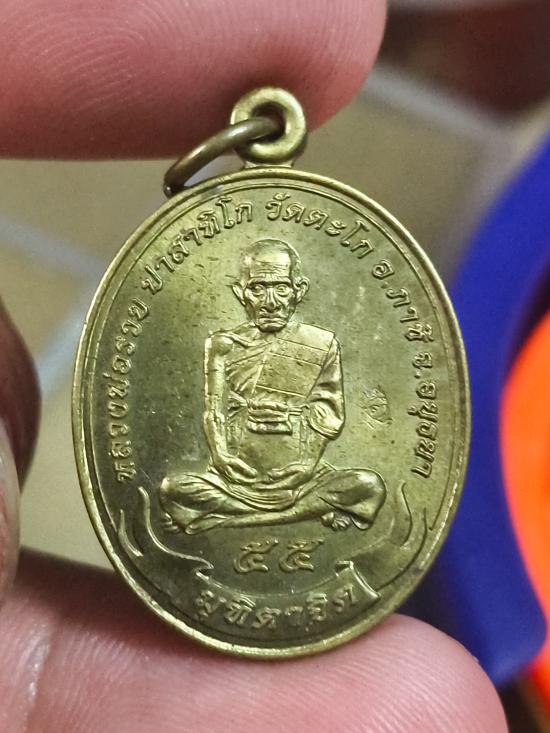 หลวงพ่อรวย ปาสาทิโก วัดตะโก อ.ภาชี จ.อยุธยา
๕๕
มุทิตาจิต